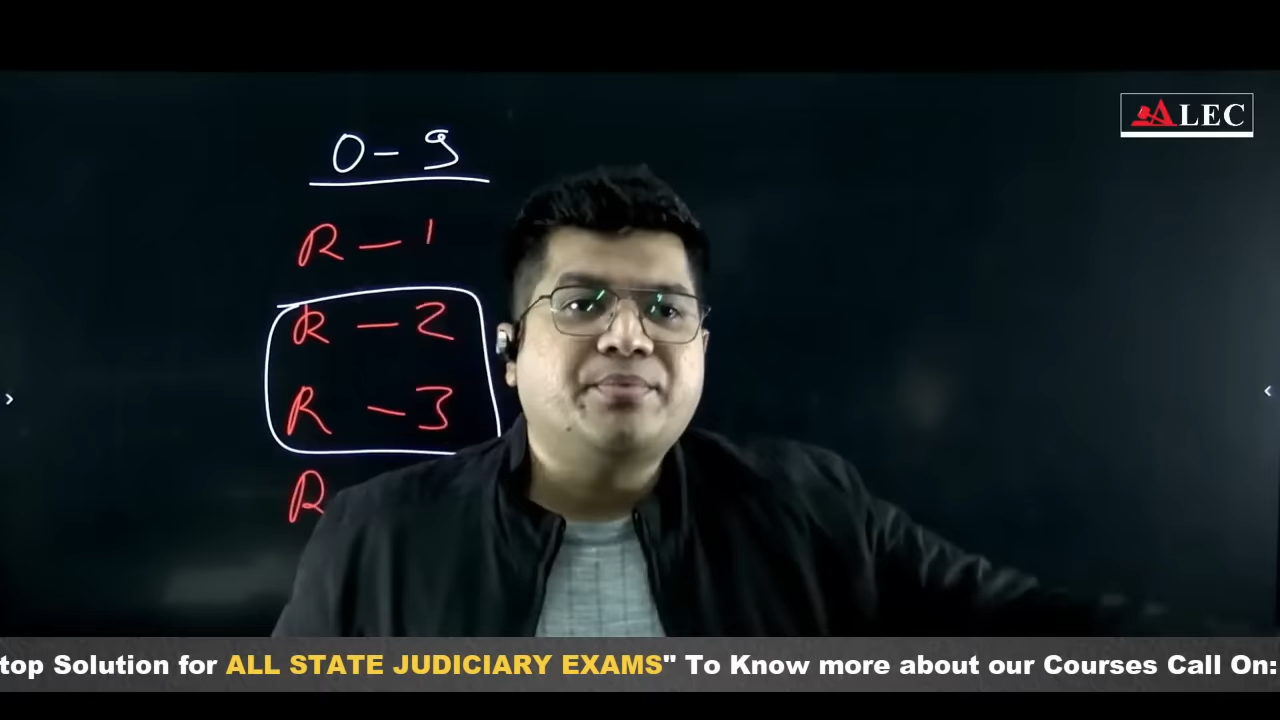 ALEC
O - 9
R - 1
R - 2
R - 3
R
top Solution for ALL STATE JUDICIARY EXAMS" To Know more about our Courses Call On: